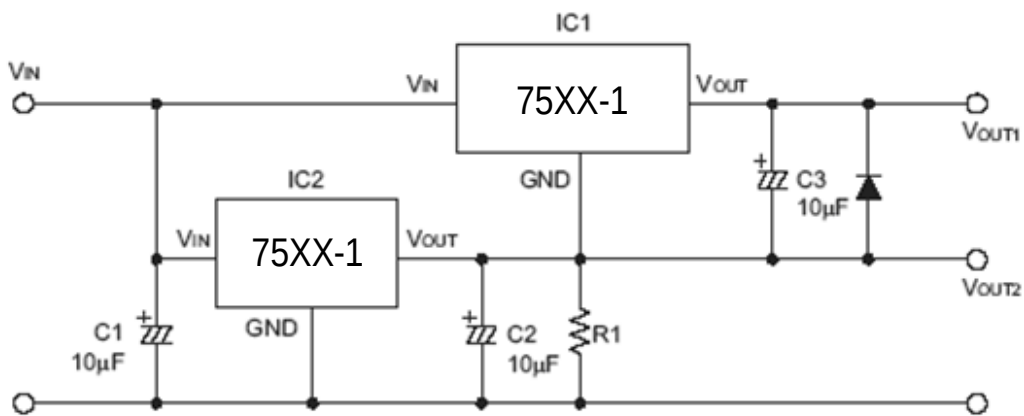 IC1
VIN
VIN
75XX-1
VOUT
VOUT1
GND
IC2
C3
10μF
VIN
75XX-1
VOUT
VOUT2
C1
10μF
GND
C2
10μF
R1